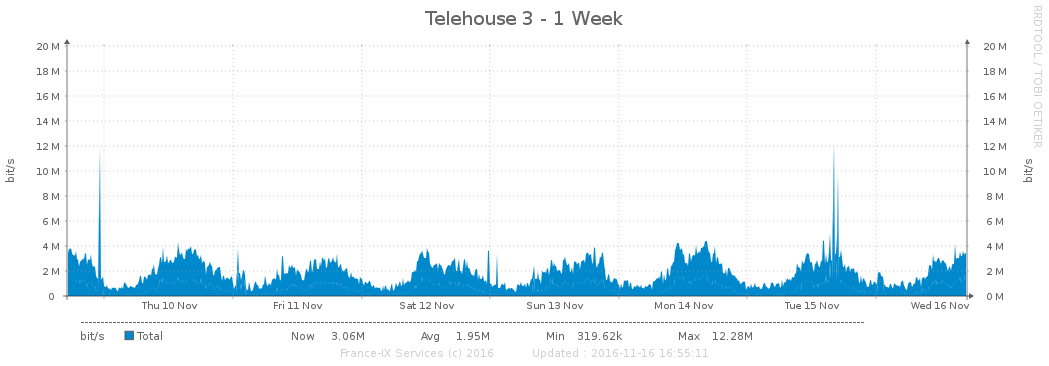 Telehouse 3 - 1 Week
RRDTOOL / TOBI OETIKER
bit/s
20 M 20 M
18 M 18 M
16 M 16 M
14 M 14 M
12 M 12 M
10 M 10 M
8 M 8 M
6 M 6 M
4 M 4 M
2 M 2 M
0 0 M
bit/s
Thu 10 Nov Fri 11 Nov Sat 12 Nov Sun 13 Nov Mon 14 Nov Tue 15 Nov Wed 16 Nov
bit/s Total Now 3.06M Avg 1.95M Min 319.62k Max 12.28M
France-IX Services (c) 2016 Updated : 2016-11-16 16:55:11